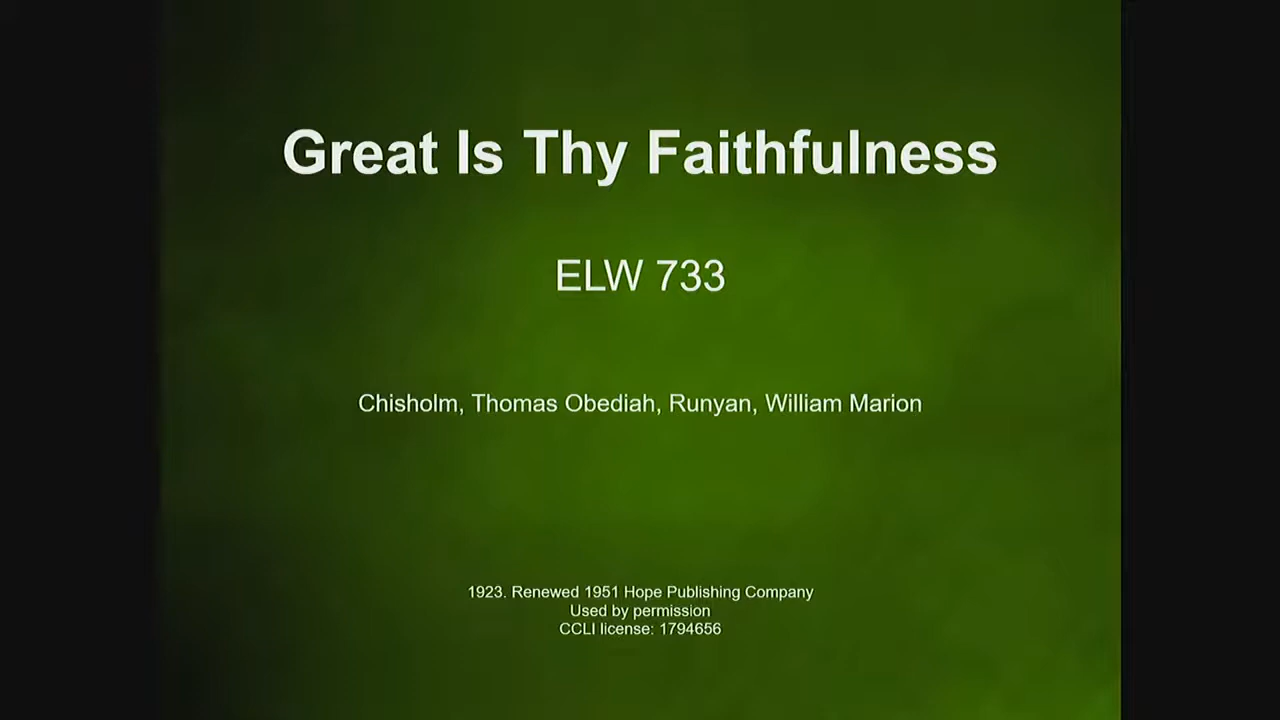 Great Is Thy Faithfulness
ELW 733
Chisholm, Thomas Obediah, Runyan, William Marion
1923. Renewed 1951 Hope Publishing Company
Used by permission
CCLI license: 1794656